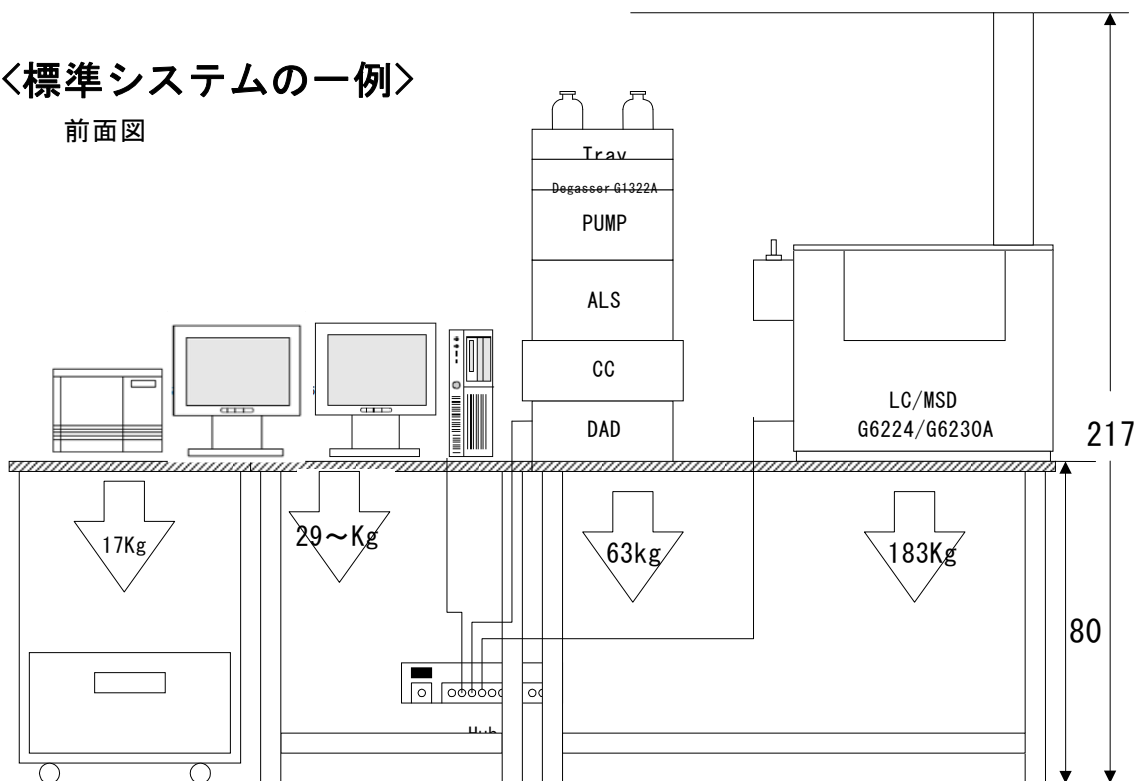 <標準システムの一例>
前面図
Tray
Degasser G1322A
PUMP
ALS
CC
DAD
LC/MSD
G6224/G6230A
217
17Kg
29～Kg
63kg
183Kg
80
Hub